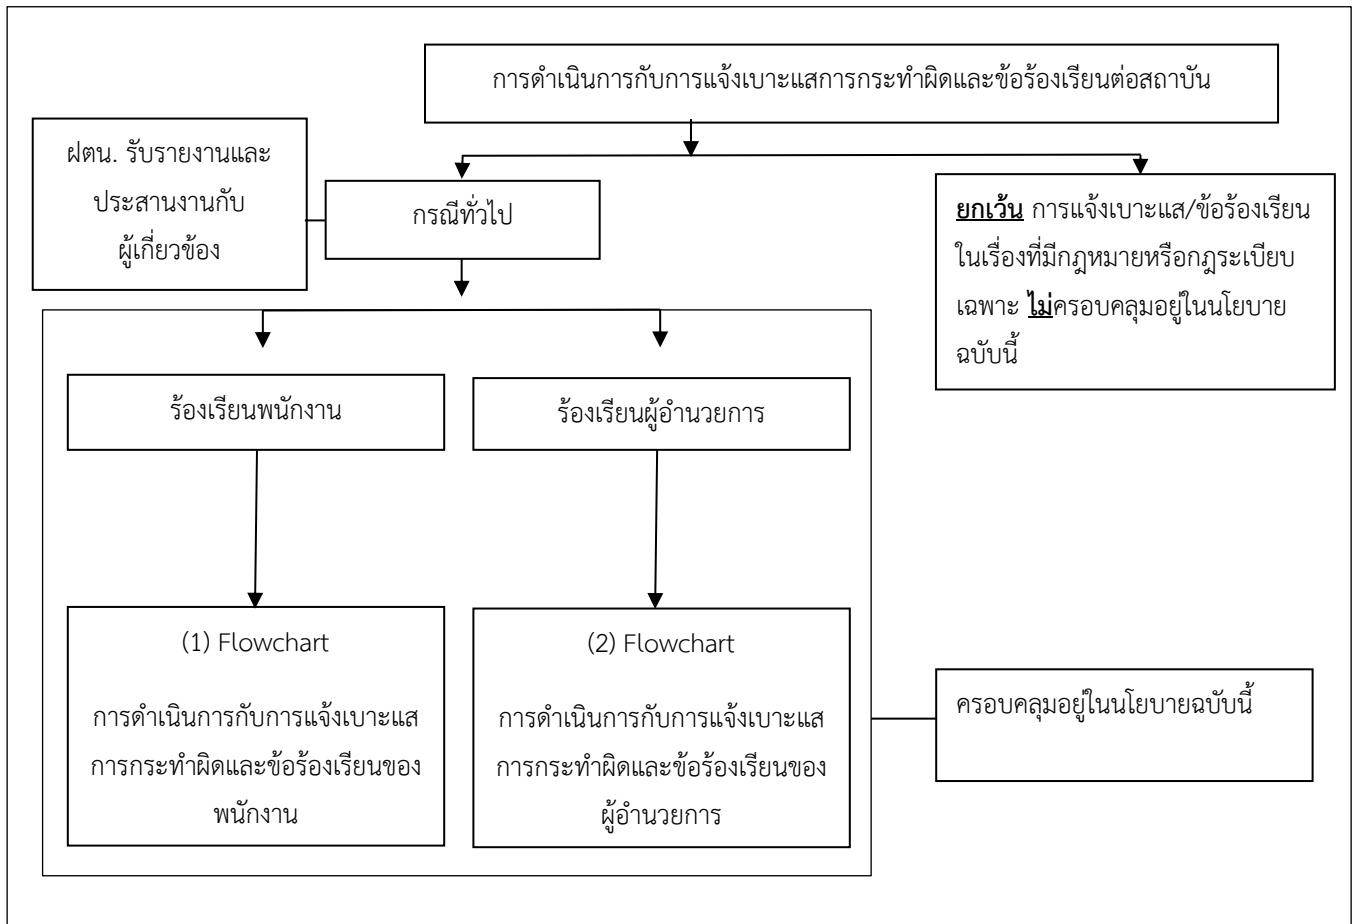 การดำเนินการกับการแจ้งเบาะแสการกระทำผิดและข้อร้องเรียนต่อสถาบัน
ฝตน. รับรายงานและ
ประสานงานกับ
ผู้เกี่ยวข้อง
กรณีทั่วไป
ยกเว้น การแจ้งเบาะแส/ข้อร้องเรียน
ในเรื่องที่มีกฎหมายหรือกฎระเบียบ
เฉพาะ ไม่ครอบคลุมอยู่ในนโยบาย
ฉบับนี้
ร้องเรียนพนักงาน
ร้องเรียนผู้อำนวยการ
(1) Flowchart
การดำเนินการกับการแจ้งเบาะแส
การกระทำผิดและข้อร้องเรียนของ
พนักงาน
(2) Flowchart
การดำเนินการกับการแจ้งเบาะแส
การกระทำผิดและข้อร้องเรียนของ
ผู้อำนวยการ
ครอบคลุมอยู่ในนโยบายฉบับนี้